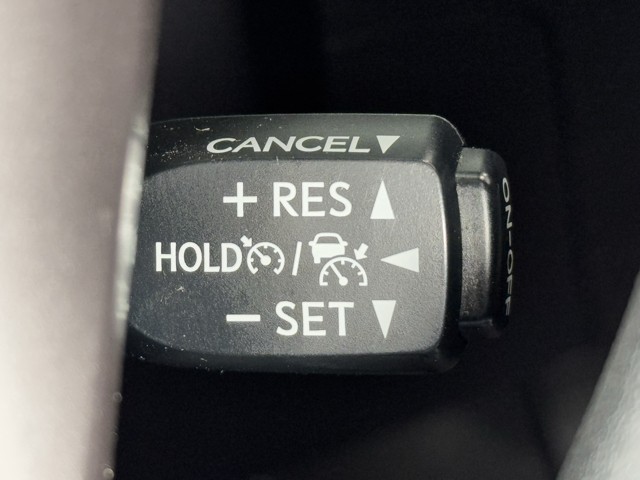 CANCEL▼
+ RES ▲
HOLD / ◀
− SET ▼
ON-OFF